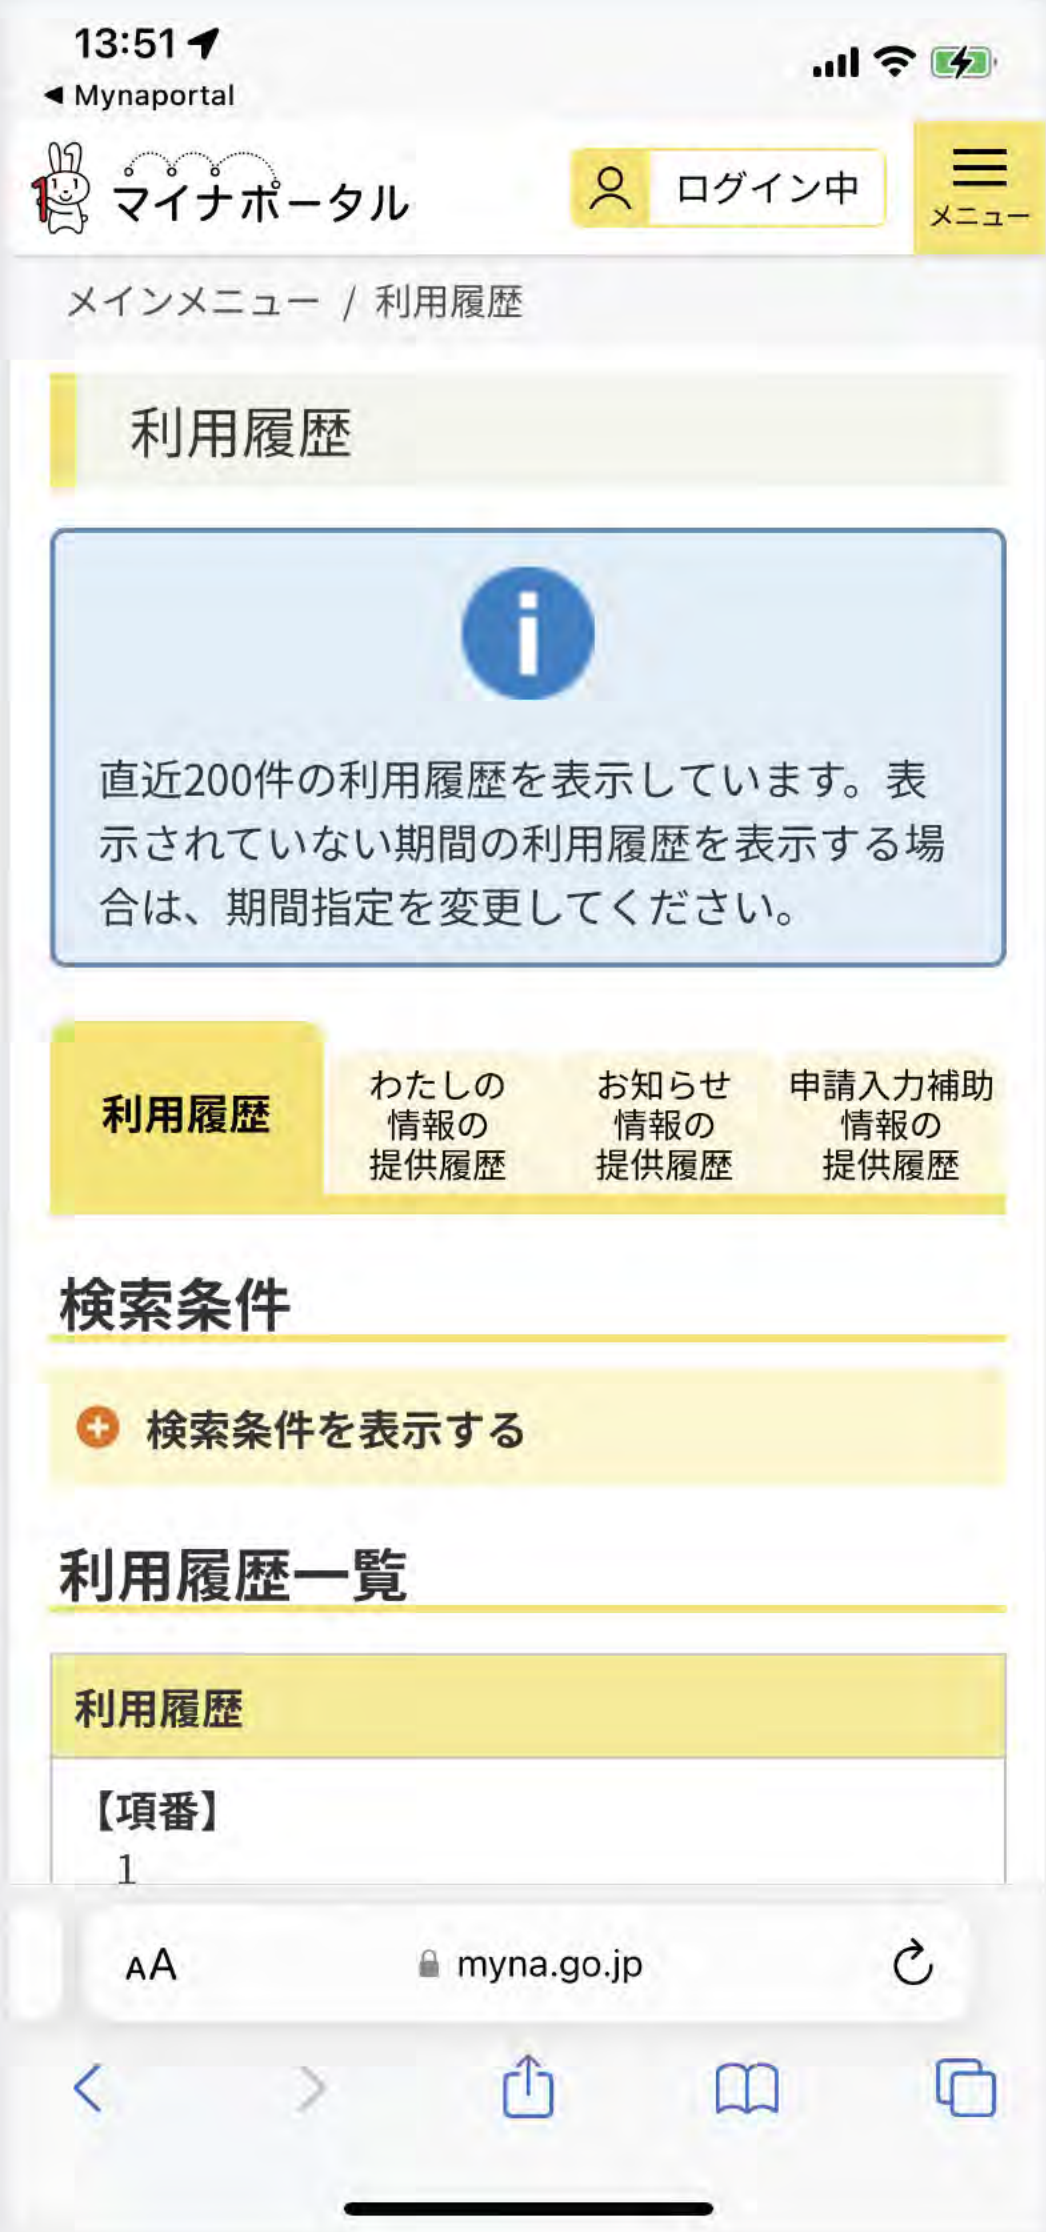 13:51
◀ Mynaportal
マイナポータル
ログイン中
メニュー
メインメニュー / 利用履歴
利用履歴
直近200件の利用履歴を表示しています。表
示されていない期間の利用履歴を表示する場
合は、期間指定を変更してください。
利用履歴
わたしの
情報の
提供履歴
お知らせ
情報の
提供履歴
申請入力補助
情報の
提供履歴
検索条件
検索条件を表示する
利用履歴一覧
利用履歴
【項番】
1
AA
myna.go.jp